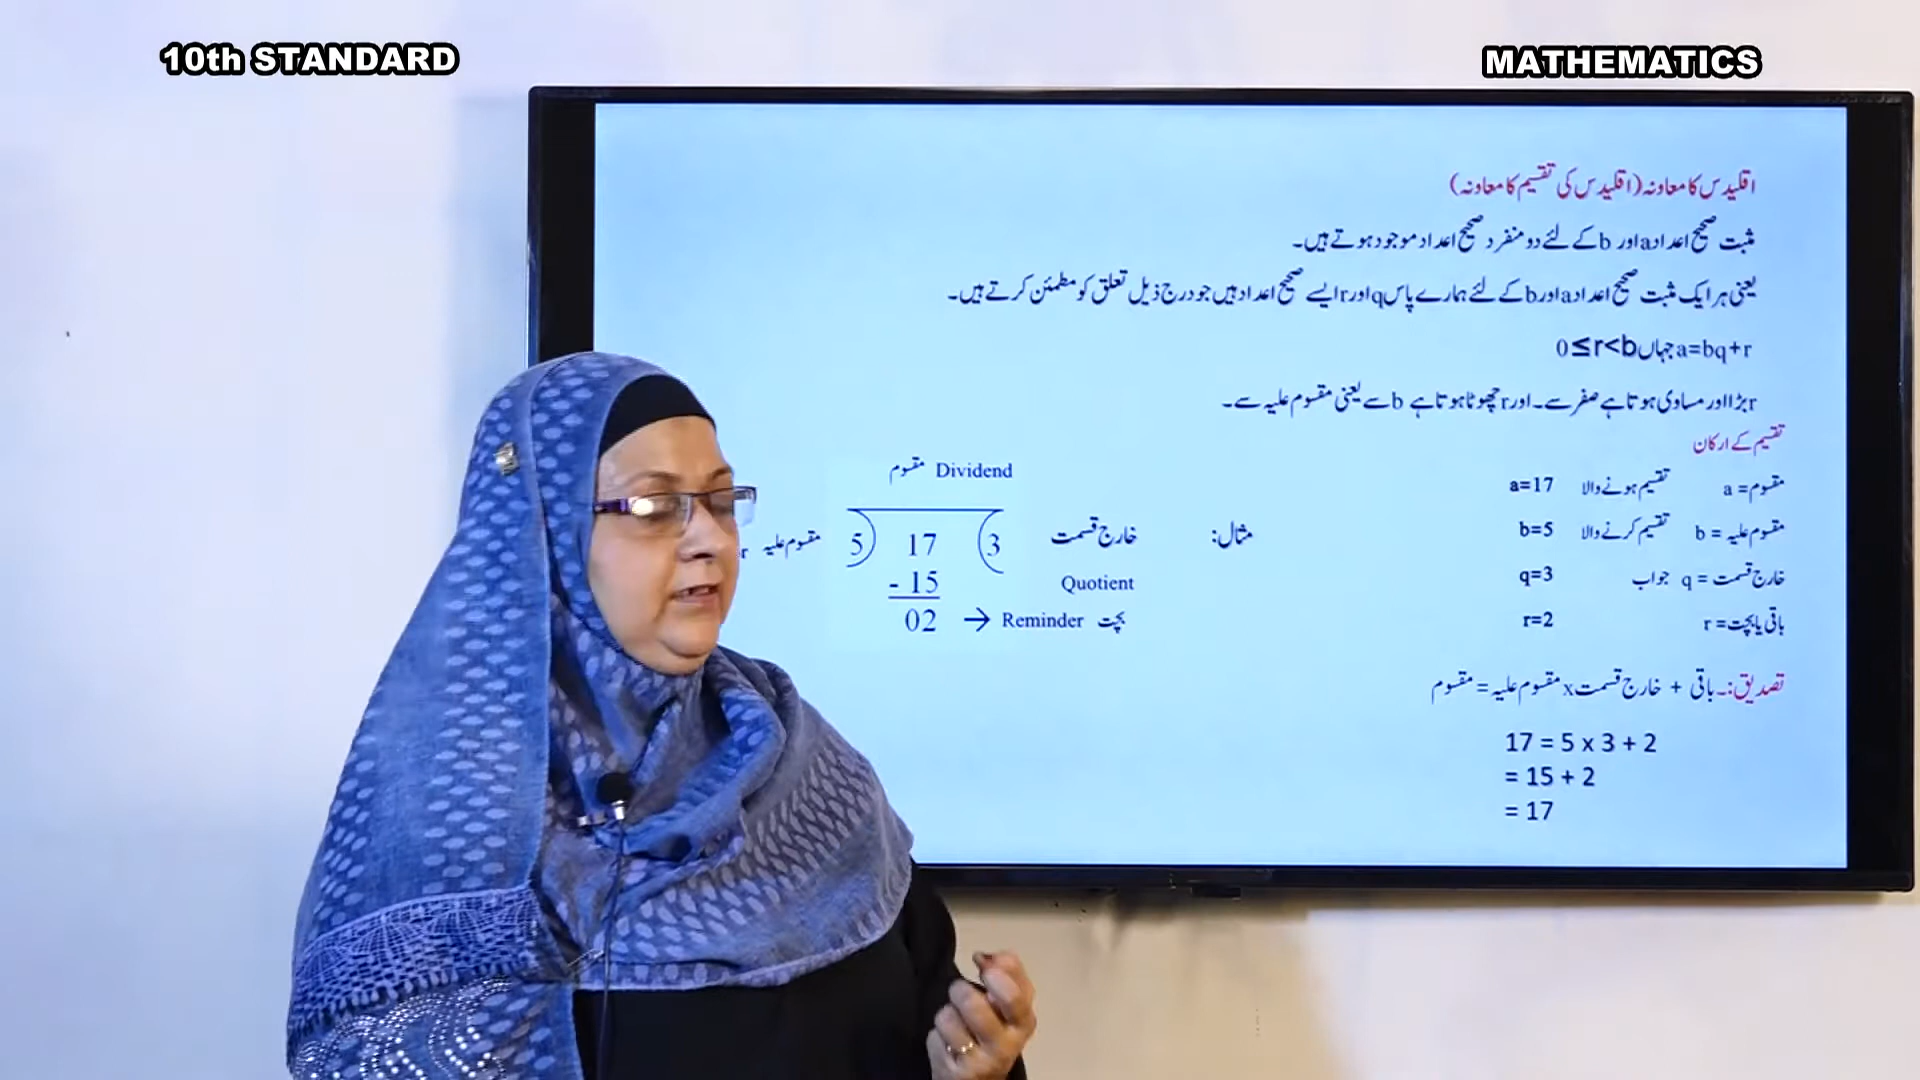 10th STANDARD
MATHEMATICS
اقلیدس کا معاونہ (اقلیدس کی تقسیم کا معاونہ)
مثبت صحیح اعداد a اور b کے لئے دو منفرد صحیح اعداد موجود ہوتے ہیں۔
یعنی ہر ایک مثبت صحیح اعداد a اور b کے لئے ہمارے پاس q اور r ایسے صحیح اعداد ہیں جو درج ذیل تعلق کو مطمئن کرتے ہیں۔
a=bq+r جہاں 0≤r<b
r بڑا اور مساوی ہوتا ہے صفر سے۔ اور r چھوٹا ہوتا ہے b سے یعنی مقسوم علیہ سے۔
تقسیم کے ارکان
مقسوم = a تقسیم ہونے والا a=17
مقسوم علیہ = b تقسیم کرنے والا b=5
خارج قسمت = q جواب q=3
باقی یا بچت = r r=2
مثال:
مقسوم Dividend
مقسوم علیہ r 5 17 3 خارج قسمت
- 15 Quotient
02 → Reminder بچت
تصدیق:۔ باقی + خارج قسمت x مقسوم علیہ = مقسوم
17 = 5 x 3 + 2
= 15 + 2
= 17